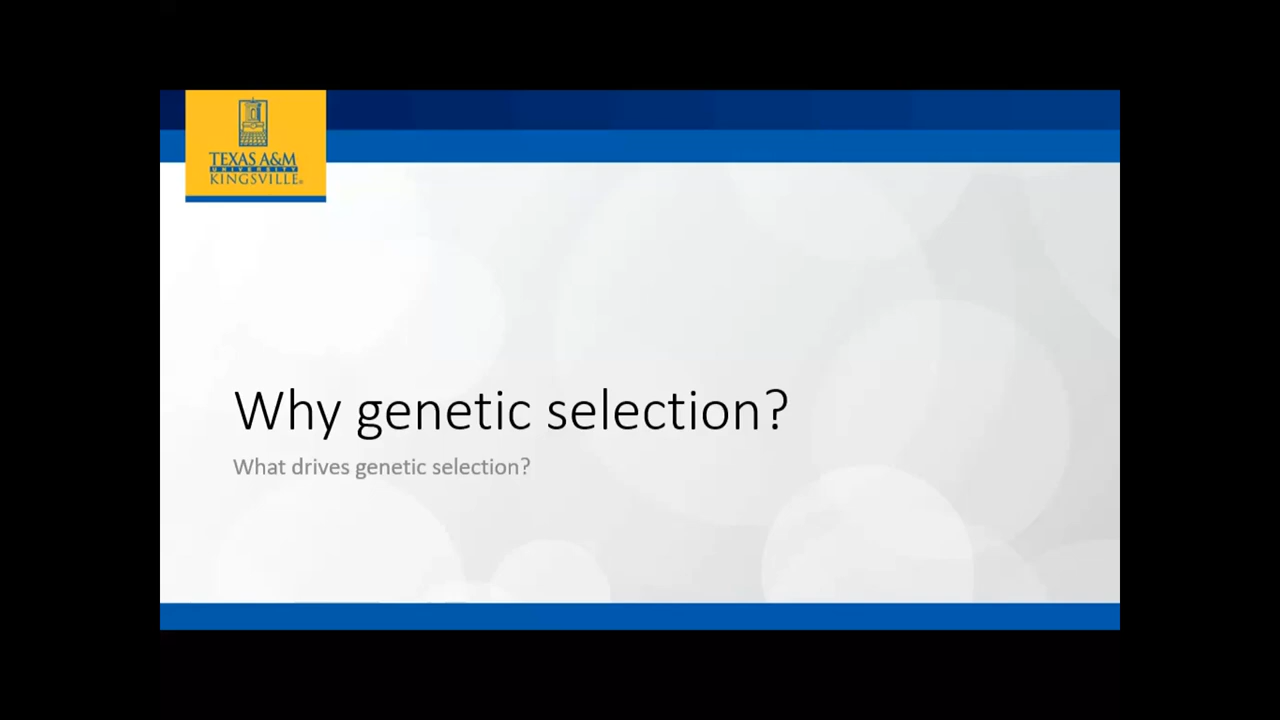 TEXAS A&M
UNIVERSITY
KINGSVILLE®
Why genetic selection?
What drives genetic selection?